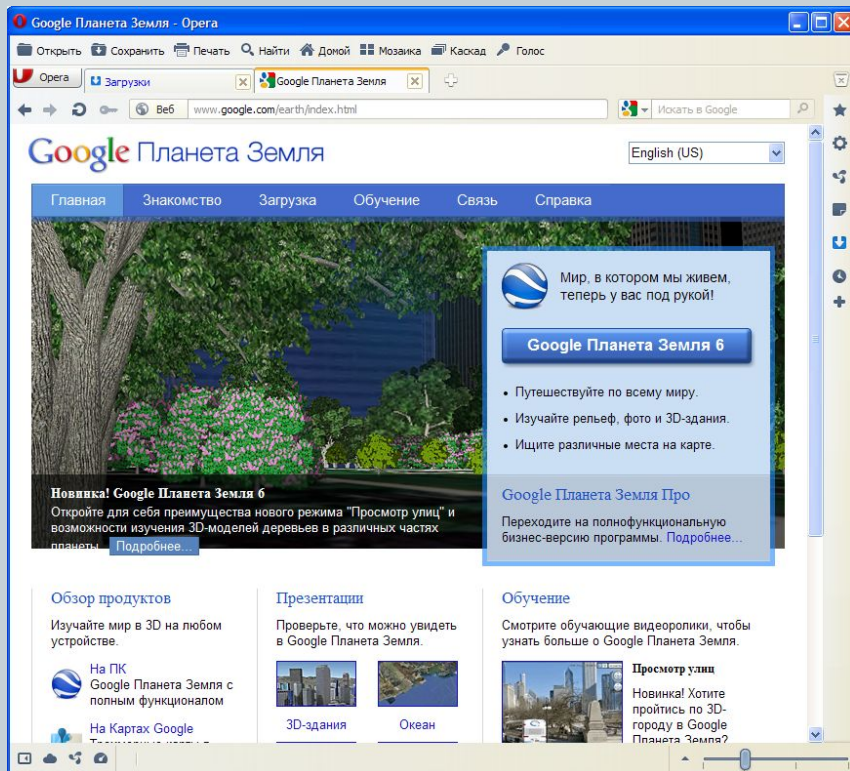 Google Планета Земля - Opera
Открыть Сохранить Печать Найти Домой Мозаика Каскад Голос
Opera Загрузки Google Планета Земля
Веб www.google.com/earth/index.html Искать в Google
Google Планета Земля English (US)
Главная Знакомство Загрузка Обучение Связь Справка
Мир, в котором мы живем,
теперь у вас под рукой!
Google Планета Земля 6
• Путешествуйте по всему миру.
• Изучайте рельеф, фото и 3D-здания.
• Ищите различные места на карте.
Google Планета Земля Про
Переходите на полнофункциональную
бизнес-версию программы. Подробнее...
Новинка! Google Планета Земля 6
Откройте для себя преимущества нового режима "Просмотр улиц" и
возможности изучения 3D-моделей деревьев в различных частях
планеты. Подробнее...
Обзор продуктов
Изучайте мир в 3D на любом
устройстве.
На ПК
Google Планета Земля с
полным функционалом
На Картах Google
Презентации
Проверьте, что можно увидеть
в Google Планета Земля.
3D-здания Океан
Обучение
Смотрите обучающие видеоролики, чтобы
узнать больше о Google Планета Земля.
Просмотр улиц
Новинка! Хотите
пройтись по 3D-
городу в Google
Планета Земля?